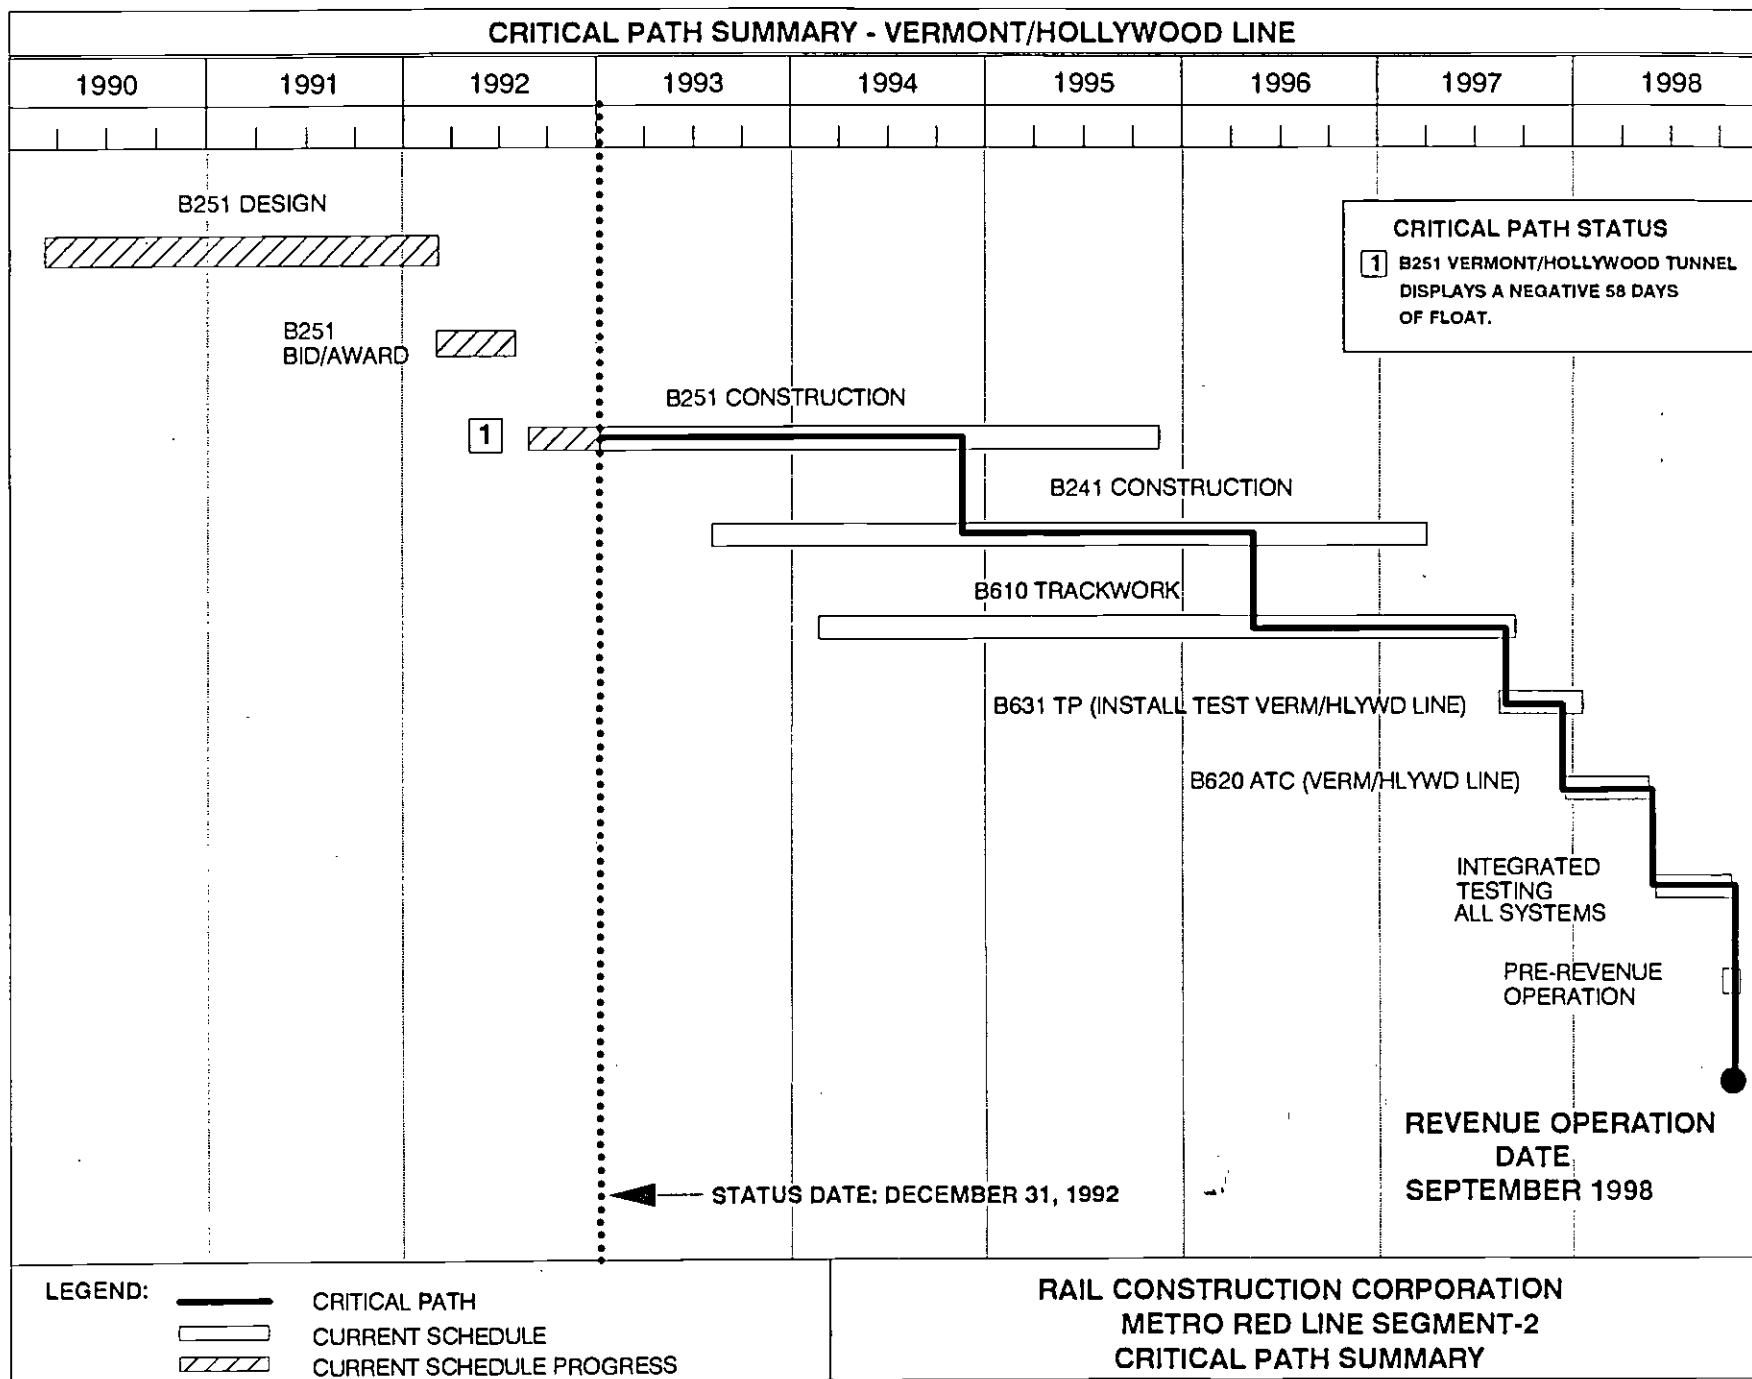 CRITICAL PATH SUMMARY - VERMONT/HOLLYWOOD LINE
1990 1991 1992 1993 1994 1995 1996 1997 1998
B251 DESIGN
CRITICAL PATH STATUS
1 B251 VERMONT/HOLLYWOOD TUNNEL
DISPLAYS A NEGATIVE 58 DAYS
OF FLOAT.
B251
BID/AWARD
B251 CONSTRUCTION
1
B241 CONSTRUCTION
B610 TRACKWORK
B631 TP (INSTALL TEST VERM/HLYWD LINE)
B620 ATC (VERM/HLYWD LINE)
INTEGRATED
TESTING
ALL SYSTEMS
PRE-REVENUE
OPERATION
REVENUE OPERATION
DATE
SEPTEMBER 1998
STATUS DATE: DECEMBER 31, 1992
LEGEND:
CRITICAL PATH
CURRENT SCHEDULE
CURRENT SCHEDULE PROGRESS
RAIL CONSTRUCTION CORPORATION
METRO RED LINE SEGMENT-2
CRITICAL PATH SUMMARY